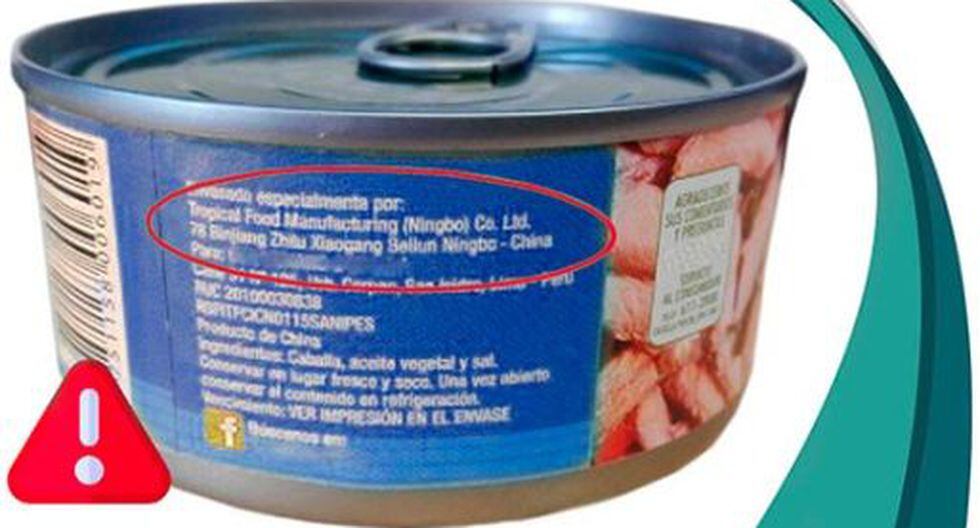 Envasado especialmente por:
Tropical Food Manufacturing (Ningbo) Co. Ltd.
78 Binjiang Zhilu Xiaogang Beilun Ningbo - China
Para:
San Isidro, Lima - Perú
RUC 20100030838
Producto de China
Ingredientes: Caballa, aceite vegetal y sal.
Conservar en lugar fresco y seco. Una vez abierto
conservar el contenido en refrigeración.
Vencimiento: VER IMPRESIÓN EN EL ENVASE
f Búscanos en:
AGRADECEMOS
SUS COMENTARIOS
Y PREGUNTAS
SERVICIO
AL CONSUMIDOR